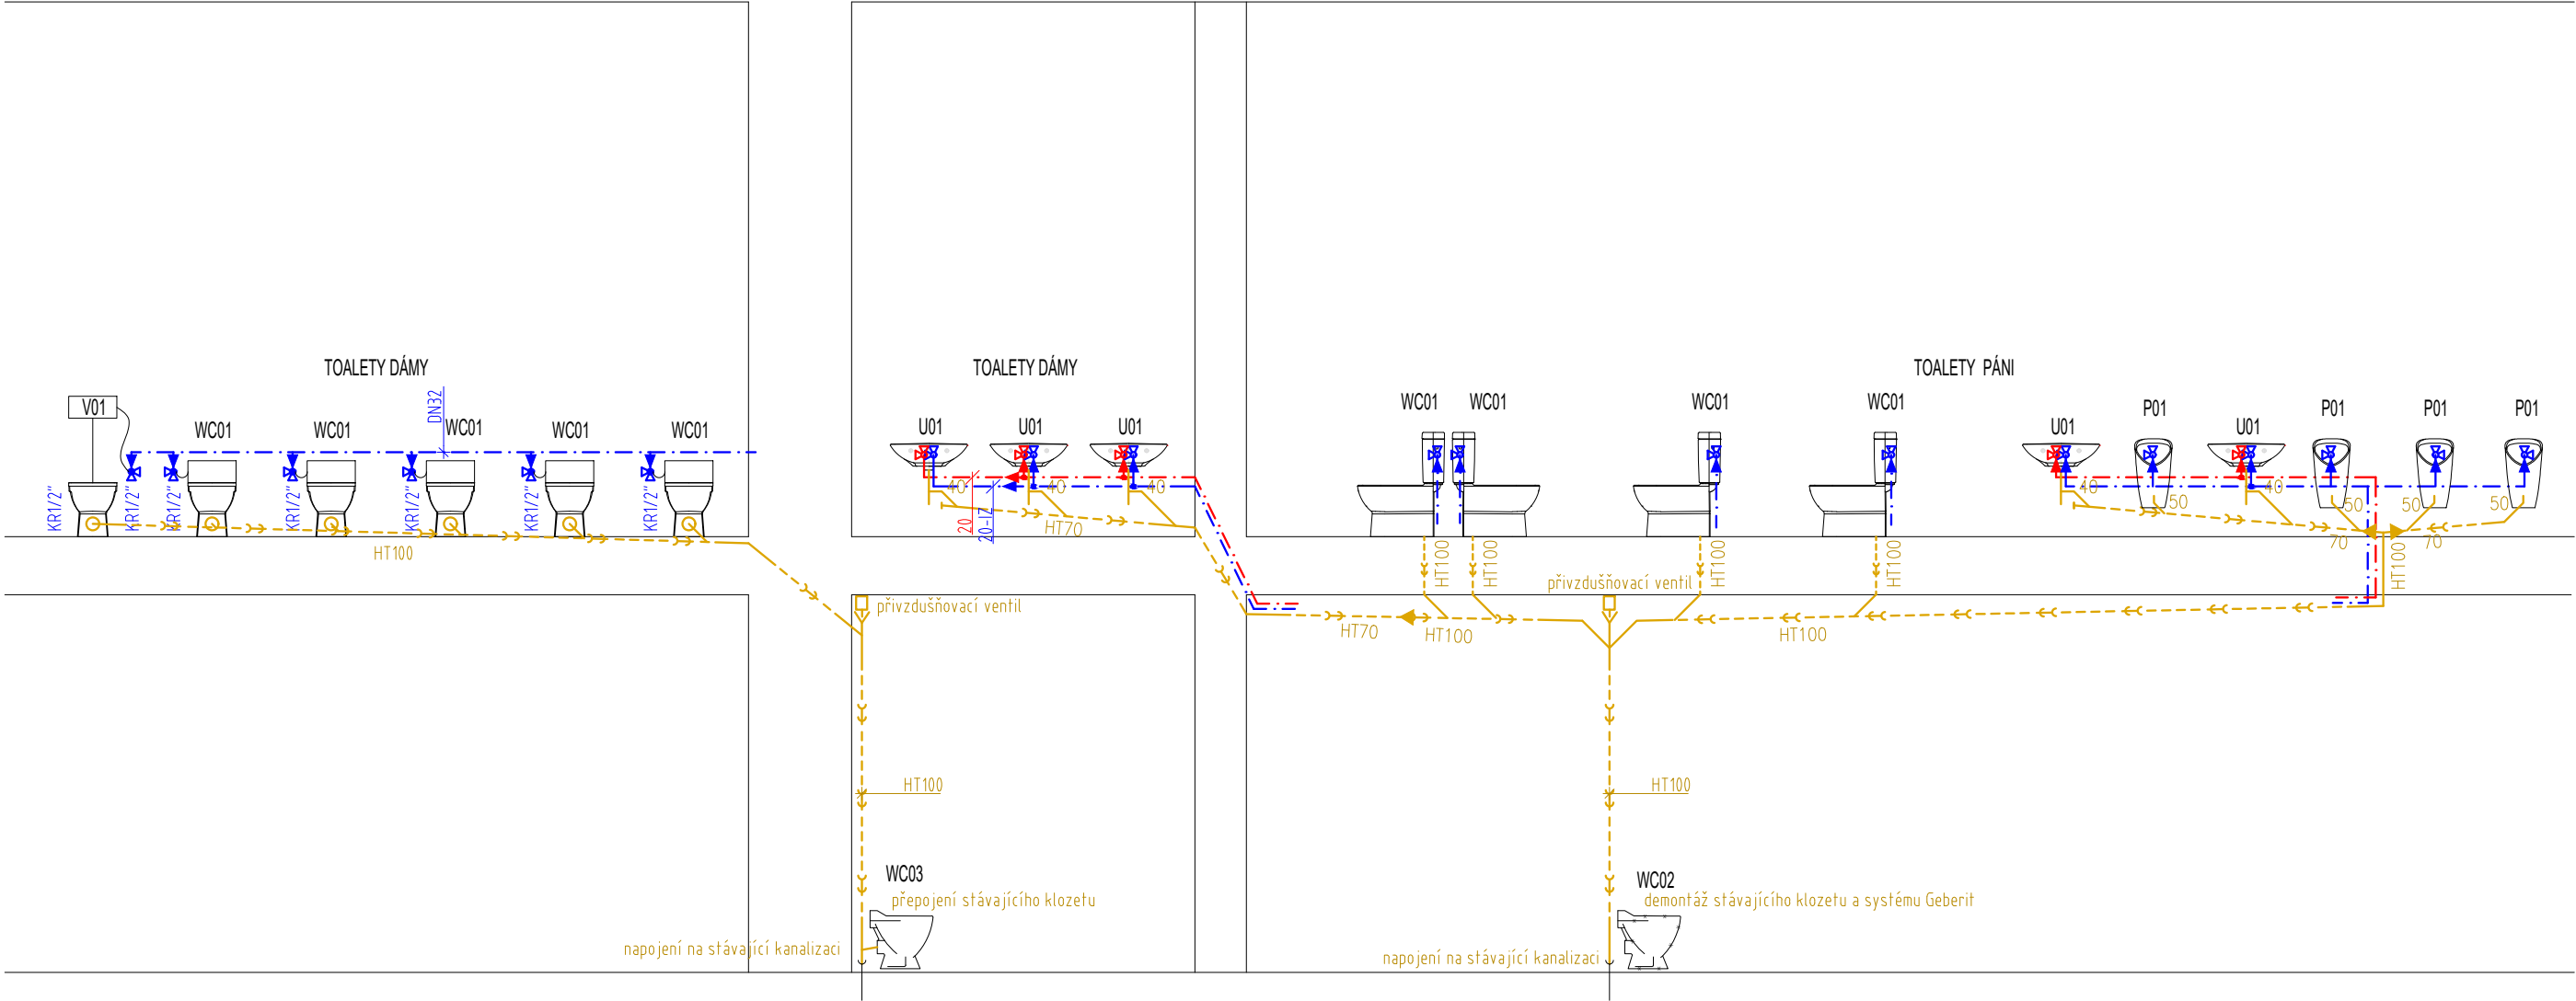 TOALETY DÁMY
TOALETY DÁMY
TOALETY PÁNI
V01
WC01
WC01
DN32
WC01
WC01
WC01
KR1/2"
KR1/2"
KR1/2"
KR1/2"
KR1/2"
KR1/2"
KR1/2"
HT100
U01
U01
U01
40
40
40
20
20-IZ
HT70
WC01
WC01
WC01
WC01
HT100
HT100
HT100
HT100
U01
P01
U01
P01
P01
P01
40
50
40
50
50
50
70
70
HT100
přivzdušňovací ventil
přivzdušňovací ventil
HT70
HT100
HT100
HT100
HT100
WC03
přepojení stávajícího klozetu
napojení na stávající kanalizaci
WC02
demontáž stávajícího klozetu a systému Geberit
napojení na stávající kanalizaci